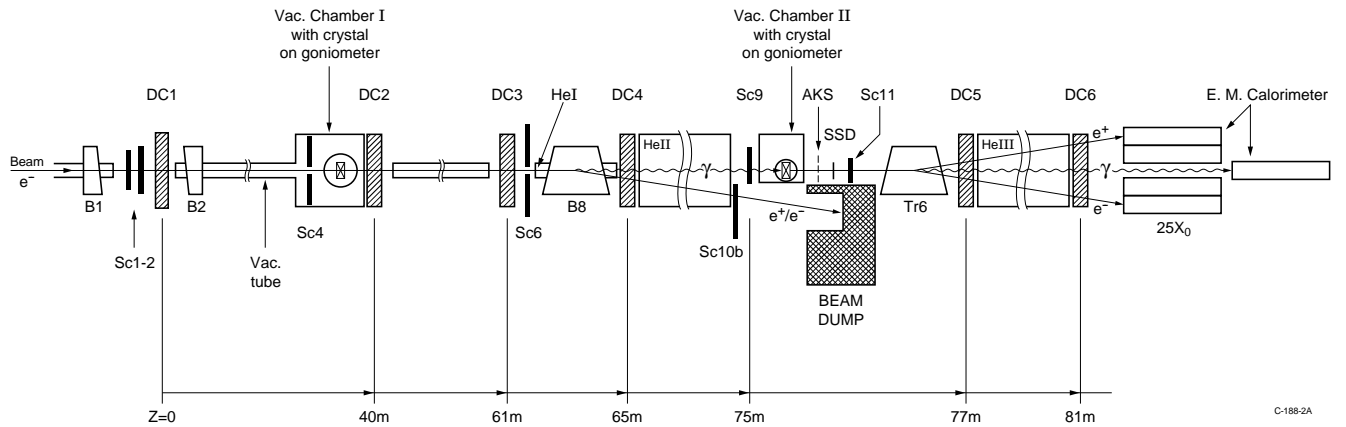 Vac. Chamber I
with crystal
on goniometer
Vac. Chamber II
with crystal
on goniometer
DC1
DC2
DC3
HeI
DC4
Sc9
AKS
SSD
Sc11
DC5
DC6
E. M. Calorimeter
Beam
e–
HeII
γ
HeIII
e+
γ
e–
B1
B2
Sc4
Sc6
B8
e+/e–
Sc10b
Tr6
25X0
Sc1-2
Vac.
tube
BEAM
DUMP
Z=0
40m
61m
65m
75m
77m
81m
C-188-2A